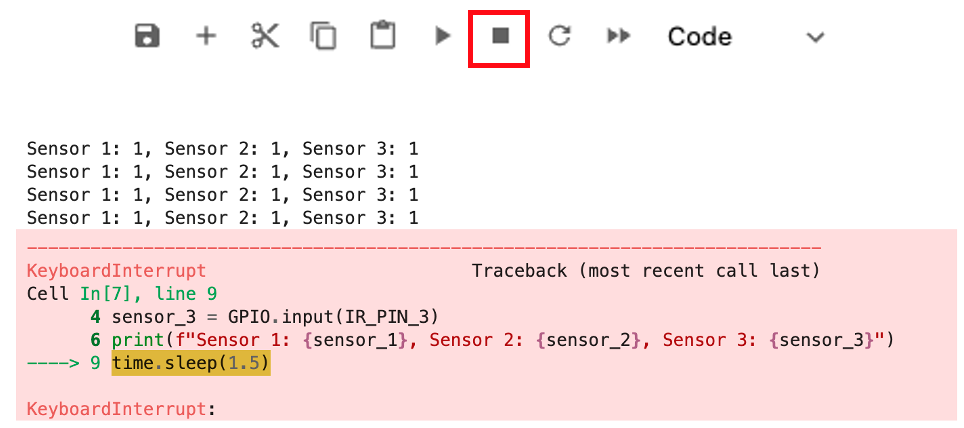 Code
Sensor 1: 1, Sensor 2: 1, Sensor 3: 1
Sensor 1: 1, Sensor 2: 1, Sensor 3: 1
Sensor 1: 1, Sensor 2: 1, Sensor 3: 1
Sensor 1: 1, Sensor 2: 1, Sensor 3: 1
---------------------------------------------------------------------------
KeyboardInterrupt                         Traceback (most recent call last)
Cell In[7], line 9
      4 sensor_3 = GPIO.input(IR_PIN_3)
      6 print(f"Sensor 1: {sensor_1}, Sensor 2: {sensor_2}, Sensor 3: {sensor_3}")
----> 9 time.sleep(1.5)
KeyboardInterrupt: